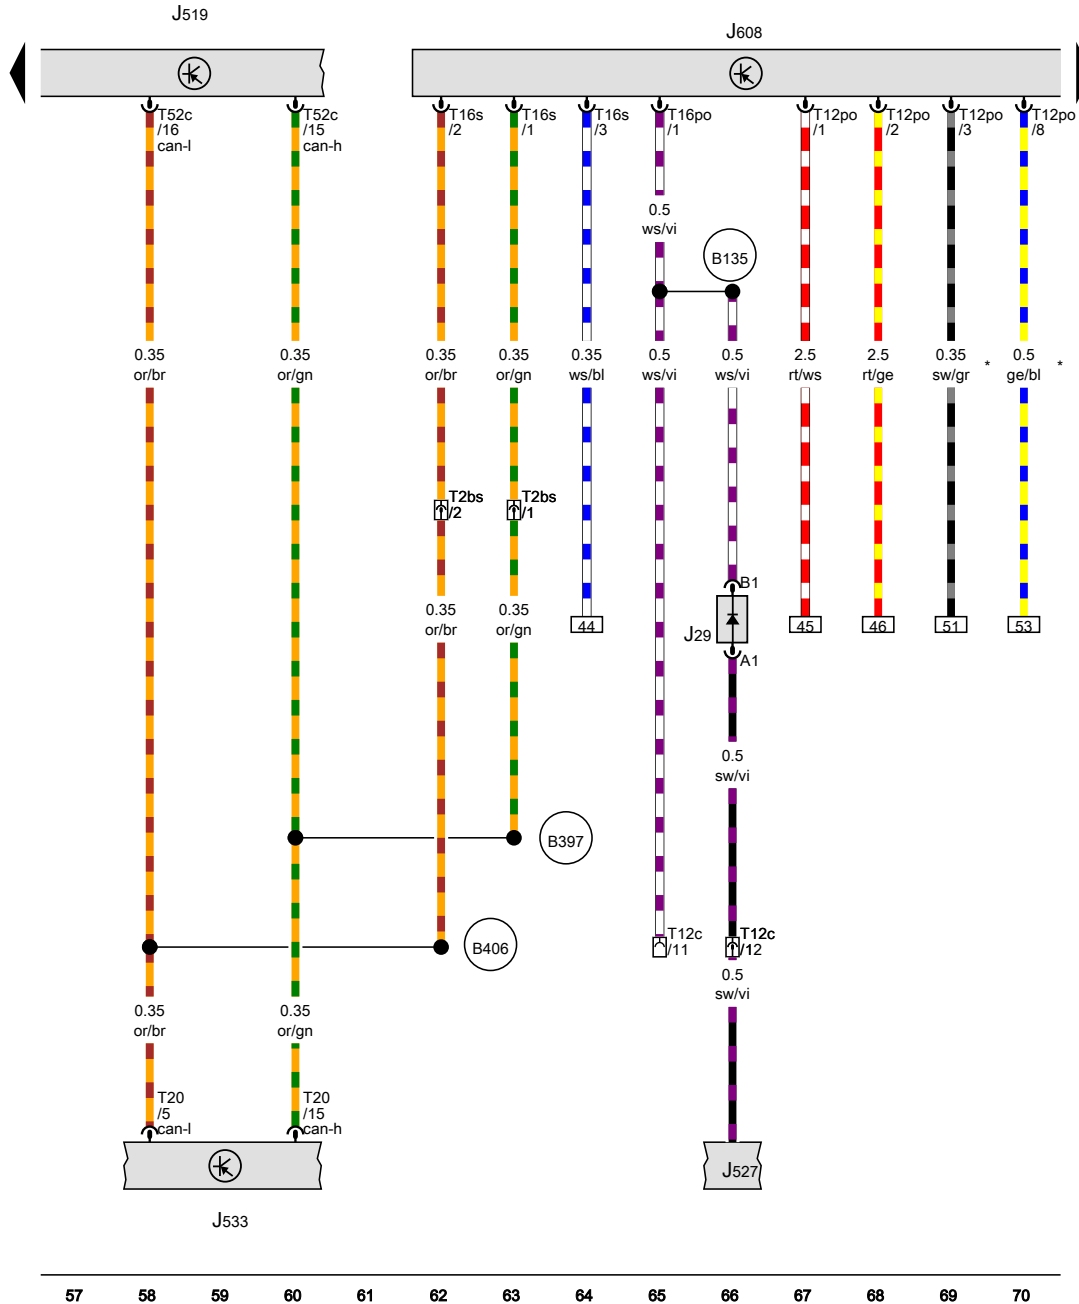 J519
J608
T52c
/16
can-l
T52c
/15
can-h
T16s
/2
T16s
/1
T16s
/3
T16po
/1
T12po
/1
T12po
/2
T12po
/3
T12po
/8
0.5
ws/vi
B135
0.35
or/br
0.35
or/gn
0.35
or/br
0.35
or/gn
0.35
ws/bl
0.5
ws/vi
0.5
ws/vi
2.5
rt/ws
2.5
rt/ge
0.35
sw/gr
*
0.5
ge/bl
*
T2bs
/2
T2bs
/1
B1
0.35
or/br
0.35
or/gn
44
J29
45
46
51
53
A1
0.5
sw/vi
B397
T12c
/11
T12c
/12
B406
0.5
sw/vi
0.35
or/br
0.35
or/gn
T20
/5
can-l
T20
/15
can-h
J527
J533
57 58 59 60 61 62 63 64 65 66 67 68 69 70